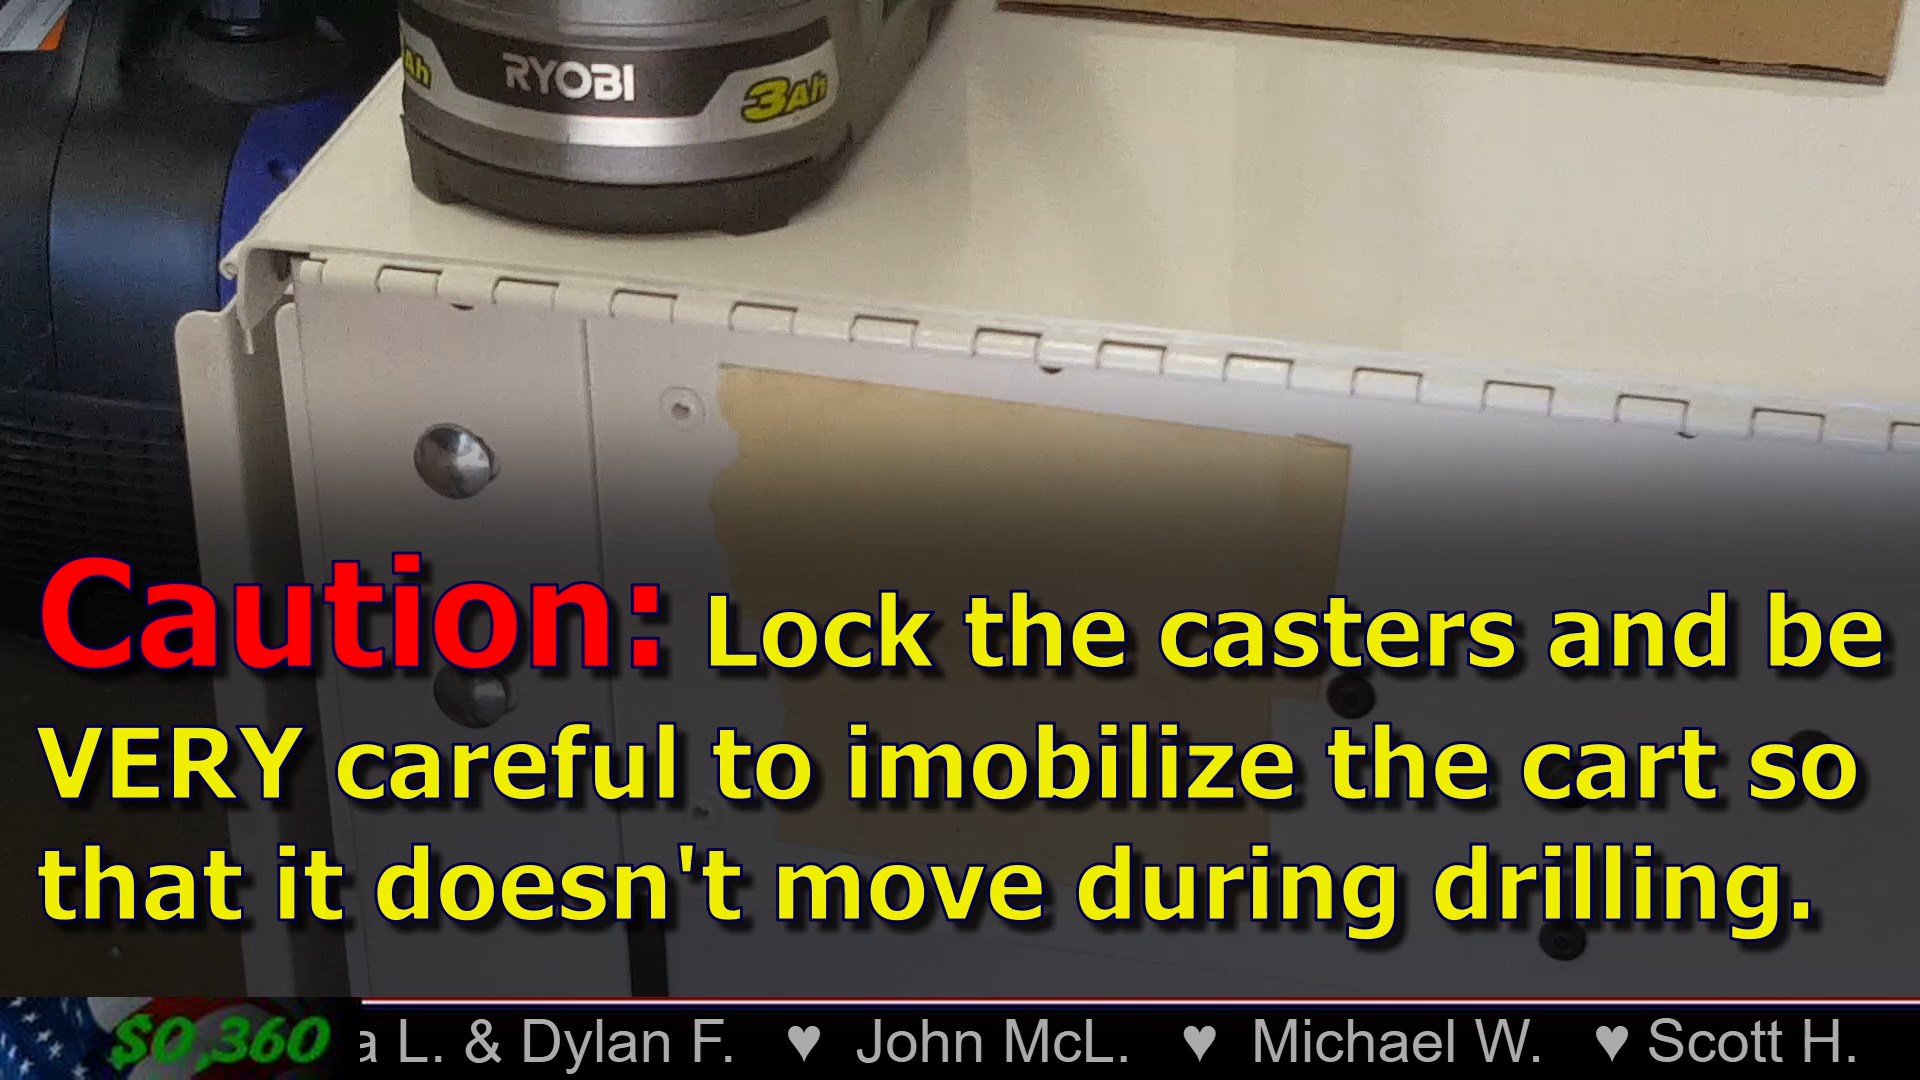 Ah
RYOBI
3Ah
Caution: Lock the casters and be
VERY careful to imobilize the cart so
that it doesn't move during drilling.
$0,360
a L. & Dylan F. ♥ John McL. ♥ Michael W. ♥ Scott H.